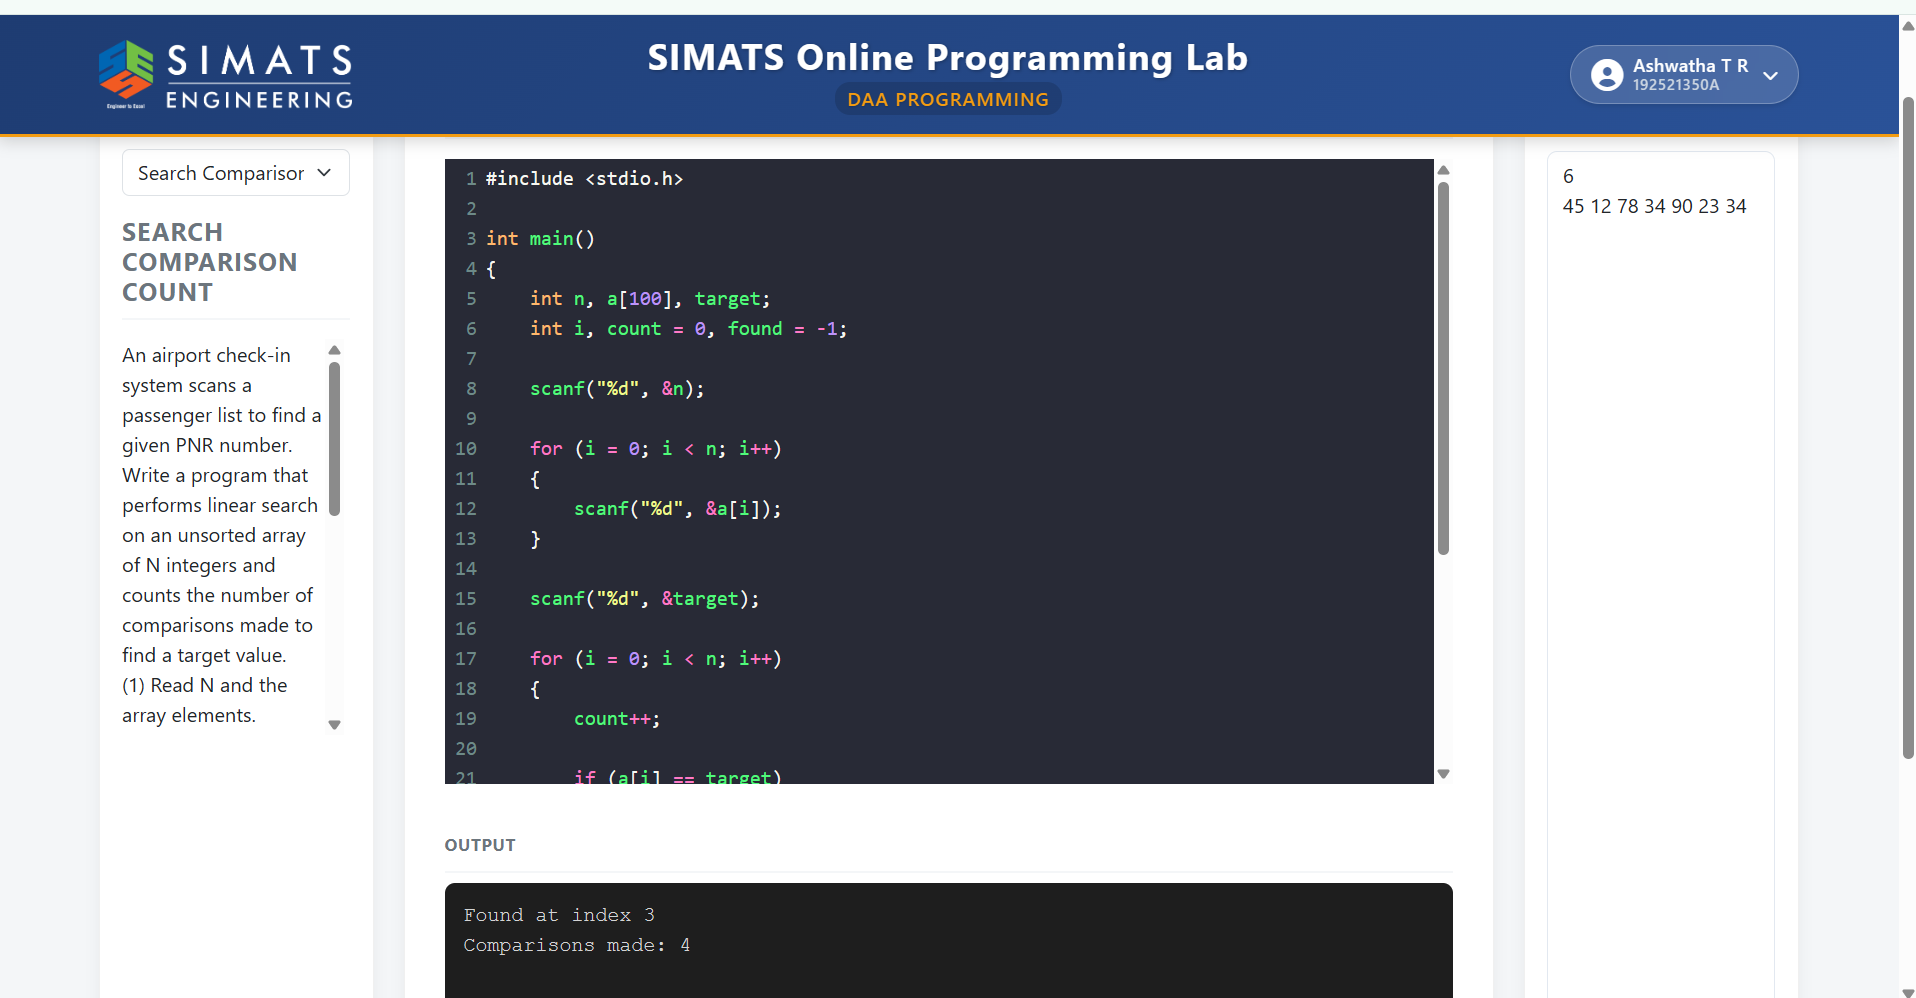 SIMATS
ENGINEERING
Engineer to Excel
SIMATS Online Programming Lab
DAA PROGRAMMING
Ashwatha T R
192521350A
Search Comparisor
SEARCH
COMPARISON
COUNT
An airport check-in
system scans a
passenger list to find a
given PNR number.
Write a program that
performs linear search
on an unsorted array
of N integers and
counts the number of
comparisons made to
find a target value.
(1) Read N and the
array elements.
1 #include <stdio.h>
2
3 int main()
4 {
5     int n, a[100], target;
6     int i, count = 0, found = -1;
7
8     scanf("%d", &n);
9
10     for (i = 0; i < n; i++)
11     {
12         scanf("%d", &a[i]);
13     }
14
15     scanf("%d", &target);
16
17     for (i = 0; i < n; i++)
18     {
19         count++;
20
21         if (a[i] == target)
OUTPUT
Found at index 3
Comparisons made: 4
6
45 12 78 34 90 23 34